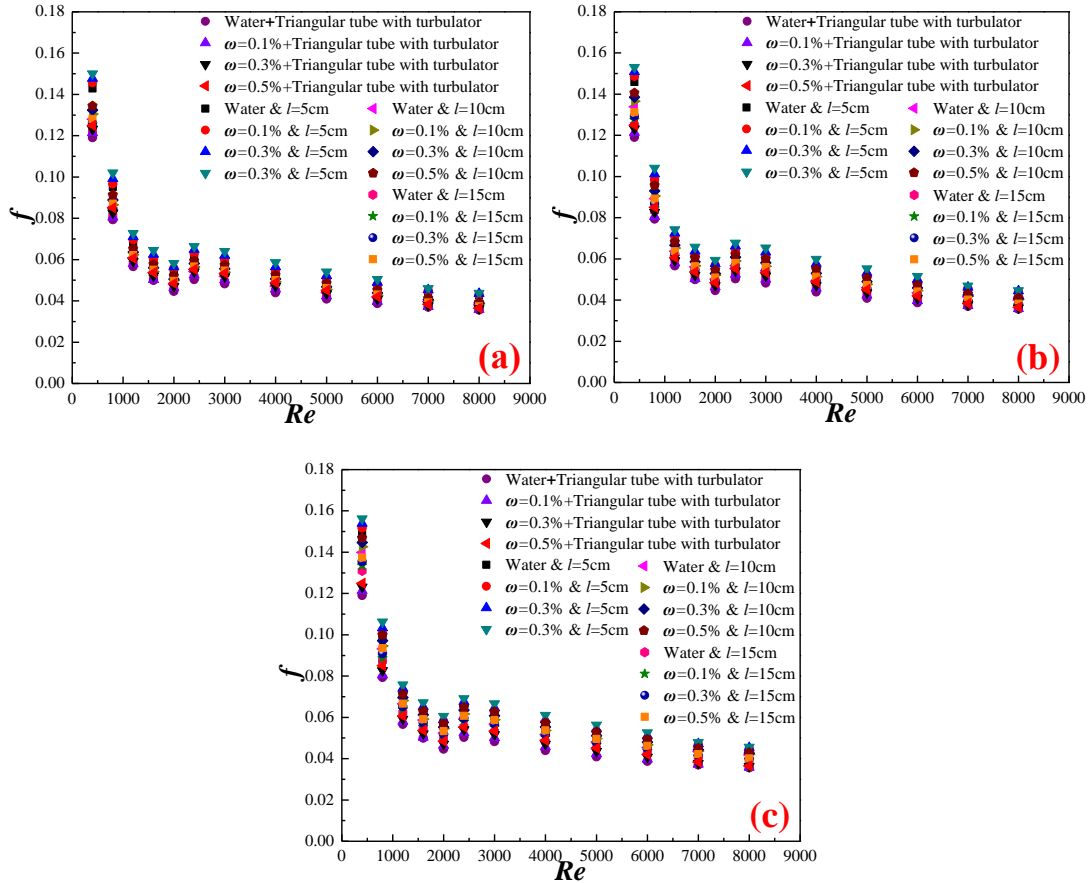 0.18
0.16
0.14
0.12
0.10
0.08
0.06
0.04
0.02
0.00
f
0 1000 2000 3000 4000 5000 6000 7000 8000 9000
Re
Water+Triangular tube with turbulator
ω=0.1%+Triangular tube with turbulator
ω=0.3%+Triangular tube with turbulator
ω=0.5%+Triangular tube with turbulator
Water & l=5cm Water & l=10cm
ω=0.1% & l=5cm ω=0.1% & l=10cm
ω=0.3% & l=5cm ω=0.3% & l=10cm
ω=0.3% & l=5cm ω=0.5% & l=10cm
Water & l=15cm
ω=0.1% & l=15cm
ω=0.3% & l=15cm
ω=0.5% & l=15cm
(a)
0.18
0.16
0.14
0.12
0.10
0.08
0.06
0.04
0.02
0.00
f
0 1000 2000 3000 4000 5000 6000 7000 8000 9000
Re
Water+Triangular tube with turbulator
ω=0.1%+Triangular tube with turbulator
ω=0.3%+Triangular tube with turbulator
ω=0.5%+Triangular tube with turbulator
Water & l=5cm Water & l=10cm
ω=0.1% & l=5cm ω=0.1% & l=10cm
ω=0.3% & l=5cm ω=0.3% & l=10cm
ω=0.3% & l=5cm ω=0.5% & l=10cm
Water & l=15cm
ω=0.1% & l=15cm
ω=0.3% & l=15cm
ω=0.5% & l=15cm
(b)
0.18
0.16
0.14
0.12
0.10
0.08
0.06
0.04
0.02
0.00
f
0 1000 2000 3000 4000 5000 6000 7000 8000 9000
Re
Water+Triangular tube with turbulator
ω=0.1%+Triangular tube with turbulator
ω=0.3%+Triangular tube with turbulator
ω=0.5%+Triangular tube with turbulator
Water & l=5cm Water & l=10cm
ω=0.1% & l=5cm ω=0.1% & l=10cm
ω=0.3% & l=5cm ω=0.3% & l=10cm
ω=0.3% & l=5cm ω=0.5% & l=10cm
Water & l=15cm
ω=0.1% & l=15cm
ω=0.3% & l=15cm
ω=0.5% & l=15cm
(c)